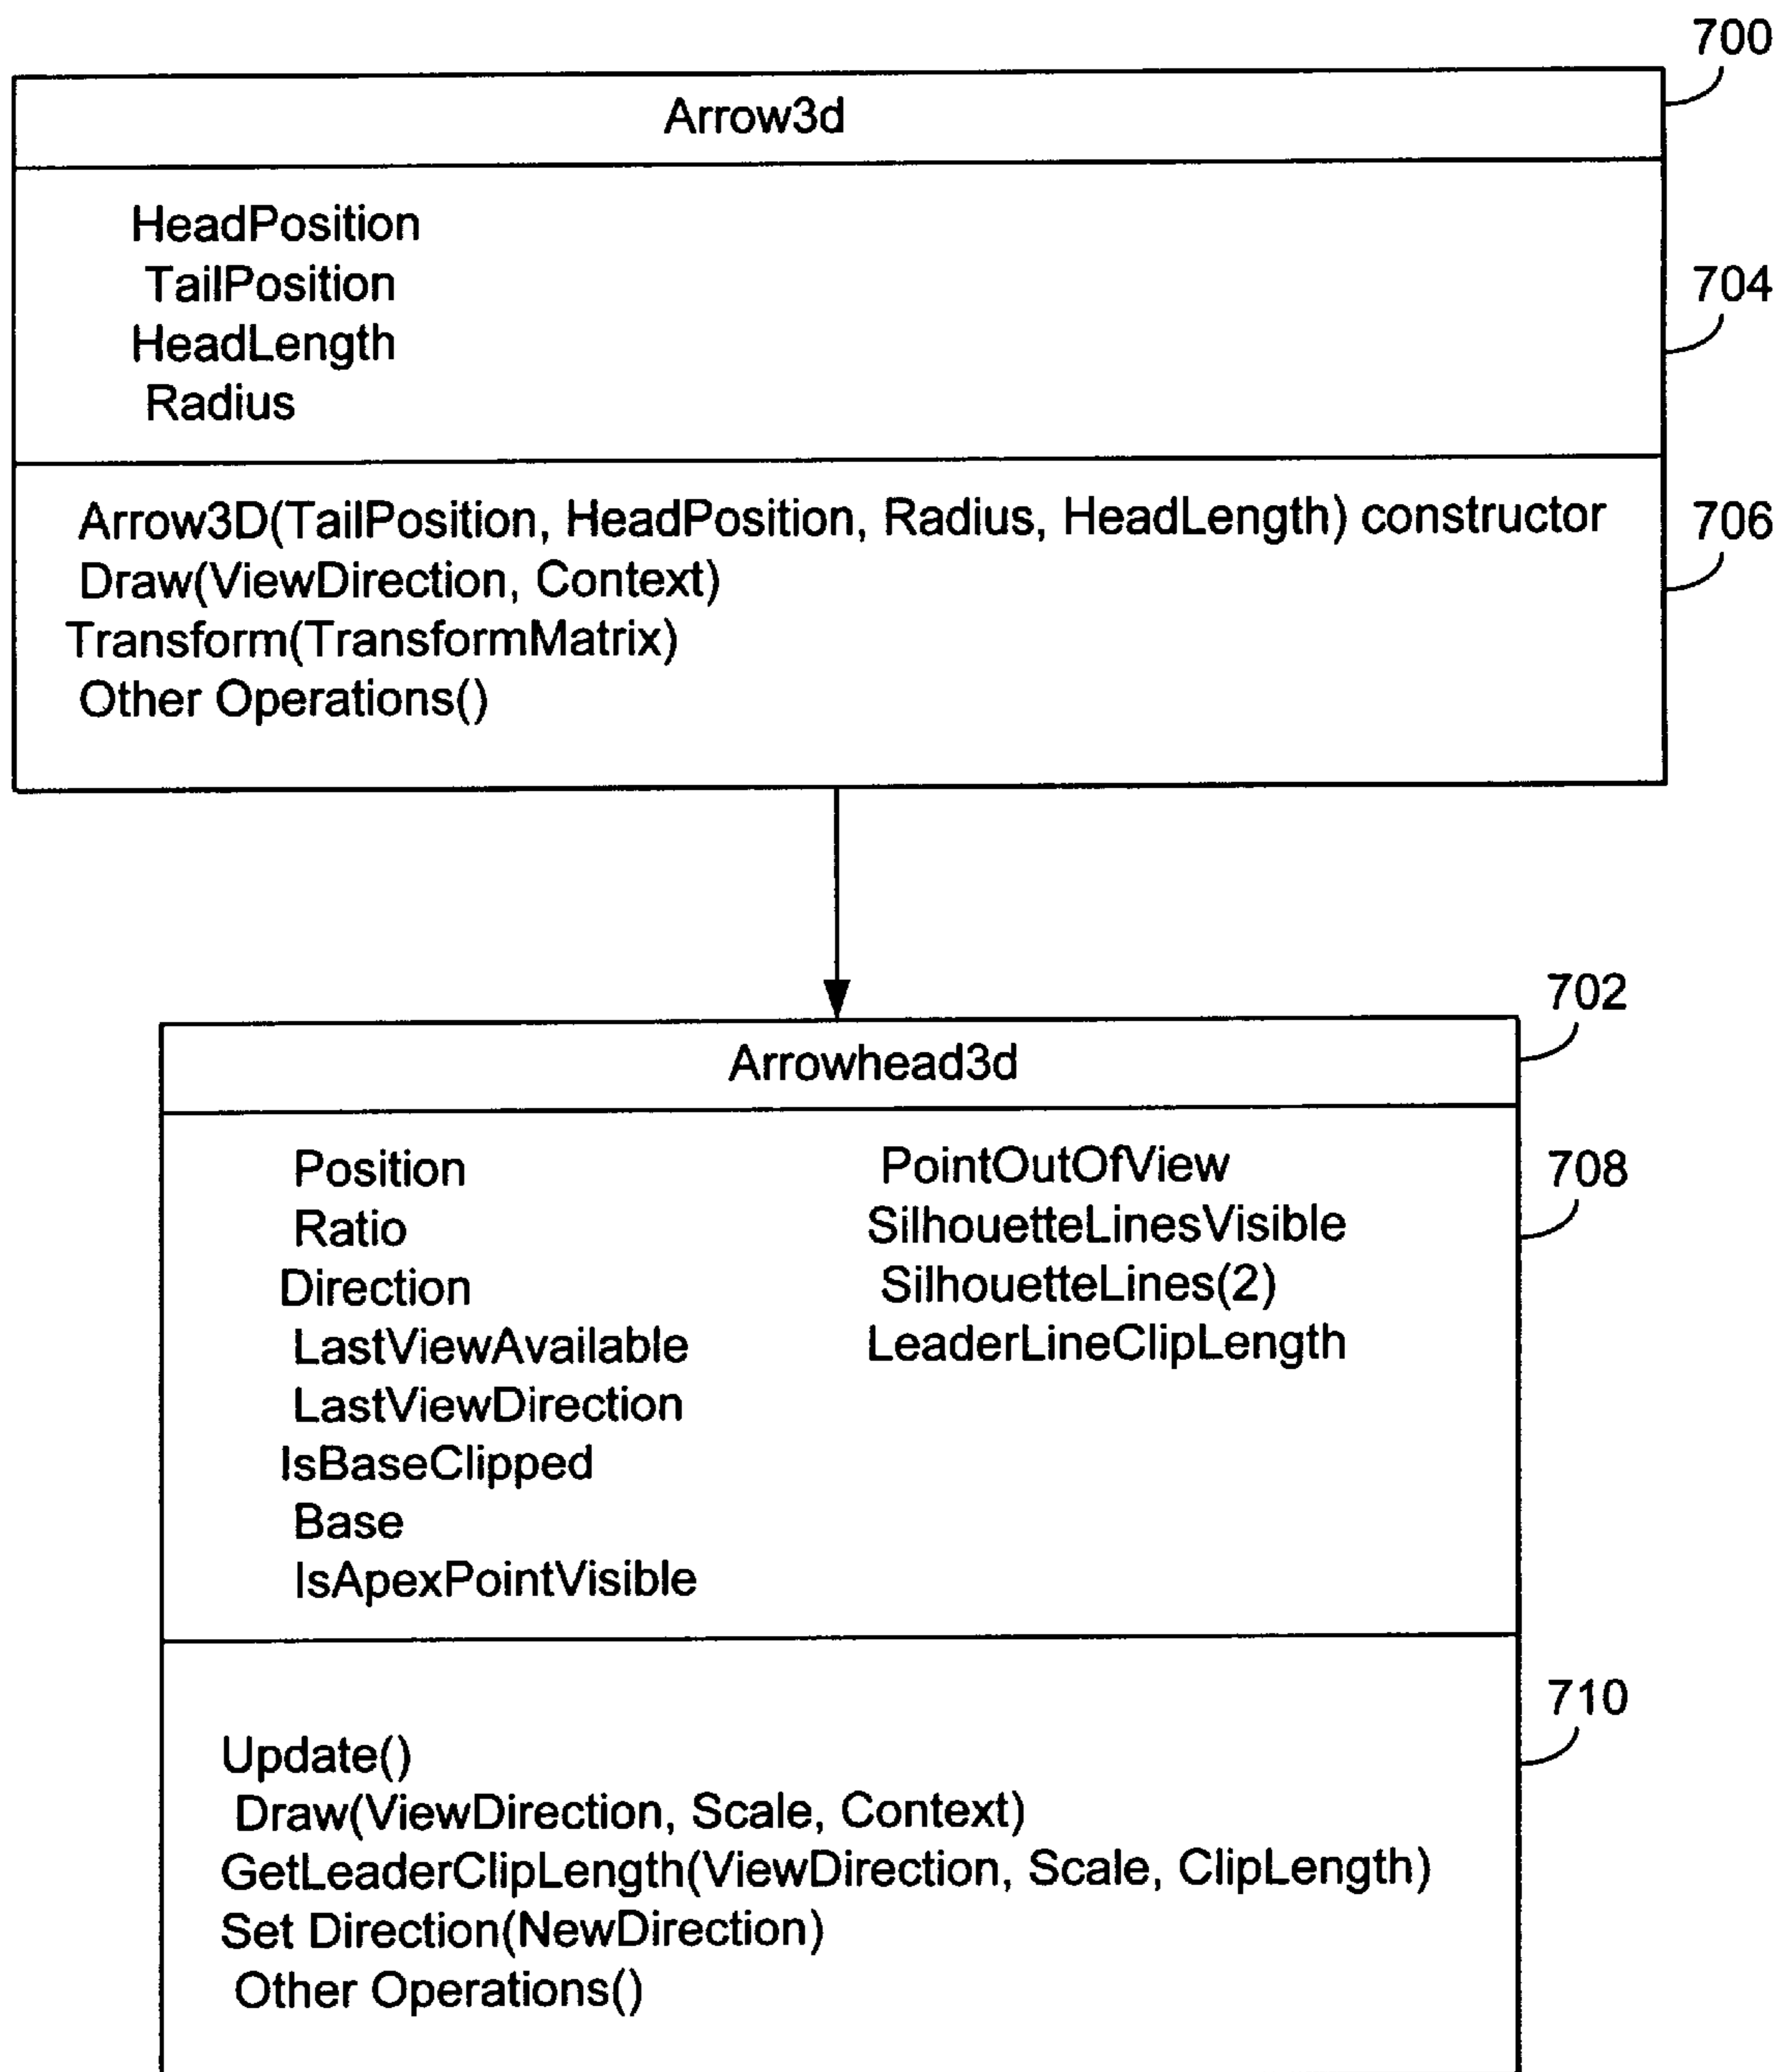 700
Arrow3d
HeadPosition
TailPosition
HeadLength
Radius
704
Arrow3D(TailPosition, HeadPosition, Radius, HeadLength) constructor
Draw(ViewDirection, Context)
Transform(TransformMatrix)
Other Operations()
706
702
Arrowhead3d
Position
Ratio
Direction
LastViewAvailable
LastViewDirection
IsBaseClipped
Base
IsApexPointVisible
PointOutOfView
SilhouetteLinesVisible
SilhouetteLines(2)
LeaderLineClipLength
708
710
Update()
Draw(ViewDirection, Scale, Context)
GetLeaderClipLength(ViewDirection, Scale, ClipLength)
Set Direction(NewDirection)
Other Operations()